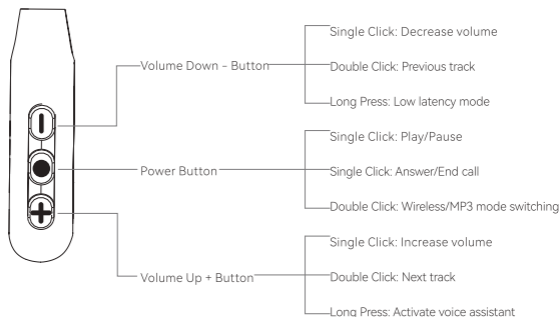 Single Click: Decrease volume
Volume Down - Button
Double Click: Previous track
Long Press: Low latency mode
Single Click: Play/Pause
Power Button
Single Click: Answer/End call
Double Click: Wireless/MP3 mode switching
Single Click: Increase volume
Volume Up + Button
Double Click: Next track
Long Press: Activate voice assistant